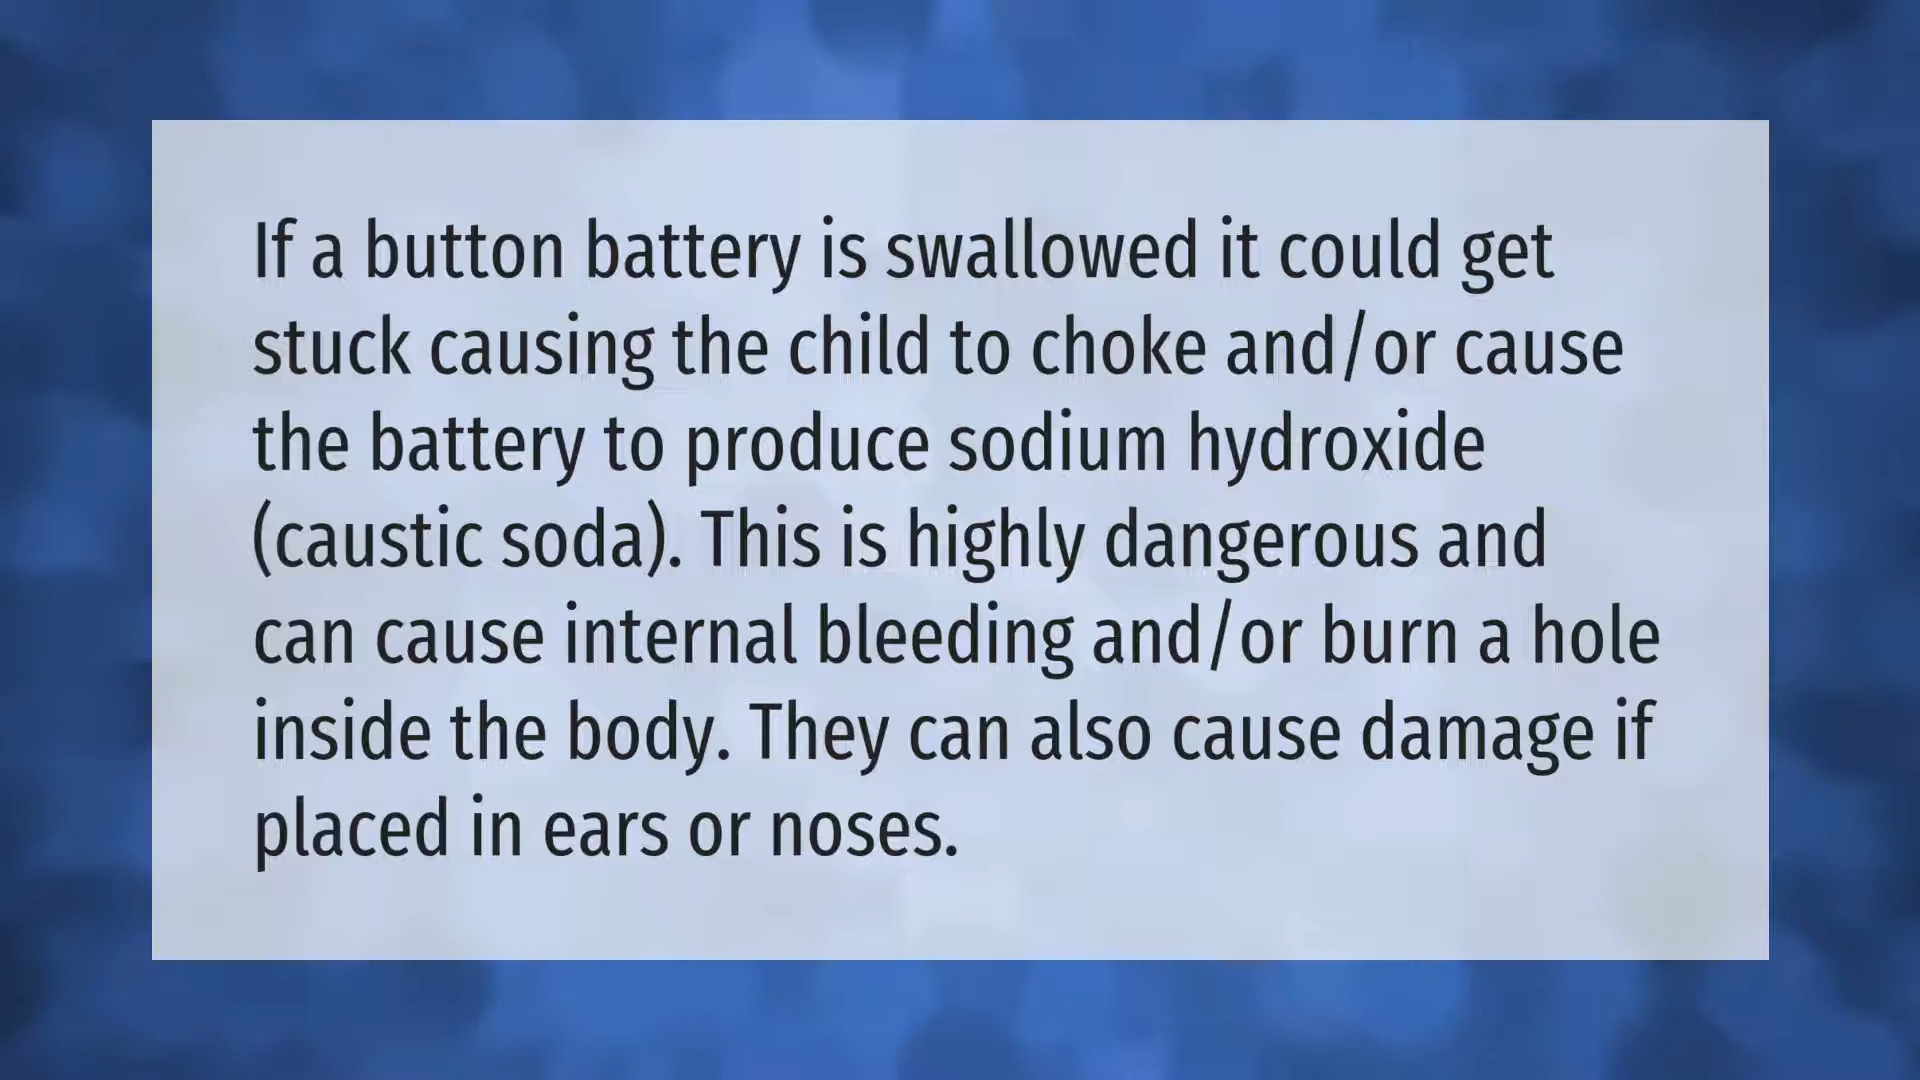 If a button battery is swallowed it could get
stuck causing the child to choke and/or cause
the battery to produce sodium hydroxide
(caustic soda). This is highly dangerous and
can cause internal bleeding and/or burn a hole
inside the body. They can also cause damage if
placed in ears or noses.